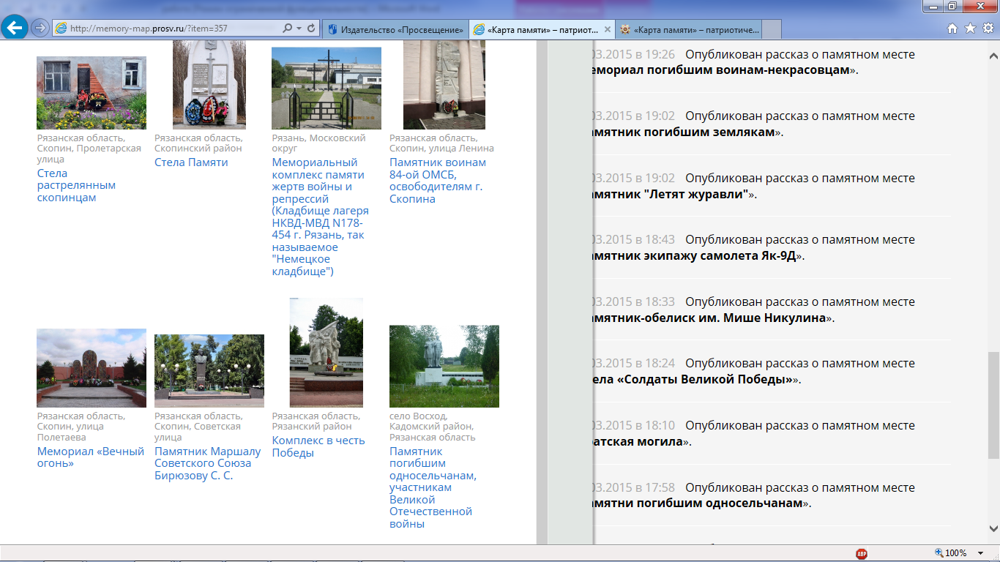 http://memory-map.prosv.ru/?item=357
Издательство «Просвещение»
«Карта памяти» – патриот...
«Карта памяти» – патриотиче...
Рязанская область,
Скопин, Пролетарская
улица
Стела
растрелянным
скопинцам
Рязанская область,
Скопинский район
Стела Памяти
Рязань, Московский
округ
Мемориальный
комплекс памяти
жертв войны и
репрессий
(Кладбище лагеря
НКВД-МВД N178-
454 г. Рязань, так
называемое
"Немецкое
кладбище")
Рязанская область,
Скопин, улица Ленина
Памятник воинам
84-ой ОМСБ,
освободителям г.
Скопина
Рязанская область,
Скопин, улица
Полетаева
Мемориал «Вечный
огонь»
Рязанская область,
Скопин, Советская
улица
Памятник Маршалу
Советского Союза
Бирюзову С. С.
Рязанская область,
Рязанский район
Комплекс в честь
Победы
село Восход,
Кадомский район,
Рязанская область
Памятник
погибшим
односельчанам,
участникам
Великой
Отечественной
войны
03.2015 в 19:26 Опубликован рассказ о памятном месте
емориал погибшим воинам-некрасовцам».
03.2015 в 19:02 Опубликован рассказ о памятном месте
амятник погибшим землякам».
03.2015 в 19:02 Опубликован рассказ о памятном месте
амятник "Летят журавли"».
03.2015 в 18:43 Опубликован рассказ о памятном месте
амятник экипажу самолета Як-9Д».
03.2015 в 18:33 Опубликован рассказ о памятном месте
амятник-обелиск им. Мише Никулина».
03.2015 в 18:24 Опубликован рассказ о памятном месте
ела «Солдаты Великой Победы»».
03.2015 в 18:10 Опубликован рассказ о памятном месте
ратская могила».
03.2015 в 17:58 Опубликован рассказ о памятном месте
амятни погибшим односельчанам».
ABP
100%